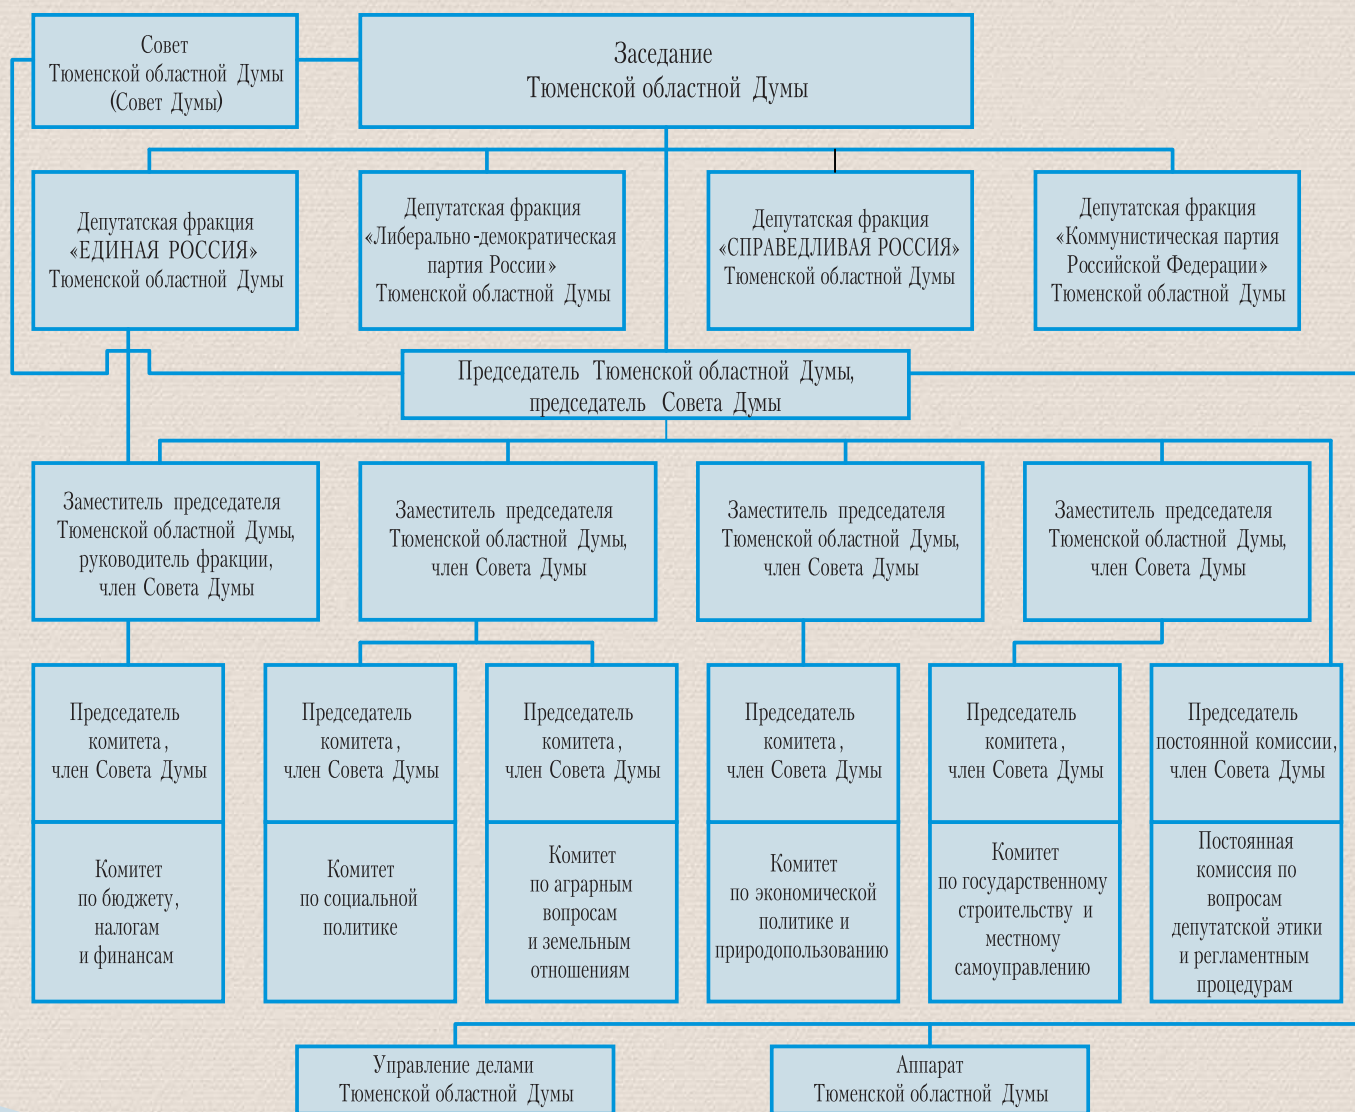 Совет
Тюменской областной Думы
(Совет Думы)
Заседание
Тюменской областной Думы
Депутатская фракция
«ЕДИНАЯ РОССИЯ»
Тюменской областной Думы
Депутатская фракция
«Либерально-демократическая
партия России»
Тюменской областной Думы
Депутатская фракция
«СПРАВЕДЛИВАЯ РОССИЯ»
Тюменской областной Думы
Депутатская фракция
«Коммунистическая партия
Российской Федерации»
Тюменской областной Думы
Председатель Тюменской областной Думы,
председатель Совета Думы
Заместитель председателя
Тюменской областной Думы,
руководитель фракции,
член Совета Думы
Заместитель председателя
Тюменской областной Думы,
член Совета Думы
Заместитель председателя
Тюменской областной Думы,
член Совета Думы
Заместитель председателя
Тюменской областной Думы,
член Совета Думы
Председатель
комитета,
член Совета Думы
Председатель
комитета,
член Совета Думы
Председатель
комитета,
член Совета Думы
Председатель
комитета,
член Совета Думы
Председатель
комитета,
член Совета Думы
Председатель
постоянной комиссии,
член Совета Думы
Комитет
по бюджету,
налогам
и финансам
Комитет
по социальной
политике
Комитет
по аграрным
вопросам
и земельным
отношениям
Комитет
по экономической
политике и
природопользованию
Комитет
по государственному
строительству и
местному
самоуправлению
Постоянная
комиссия по
вопросам
депутатской этики
и регламентным
процедурам
Управление делами
Тюменской областной Думы
Аппарат
Тюменской областной Думы